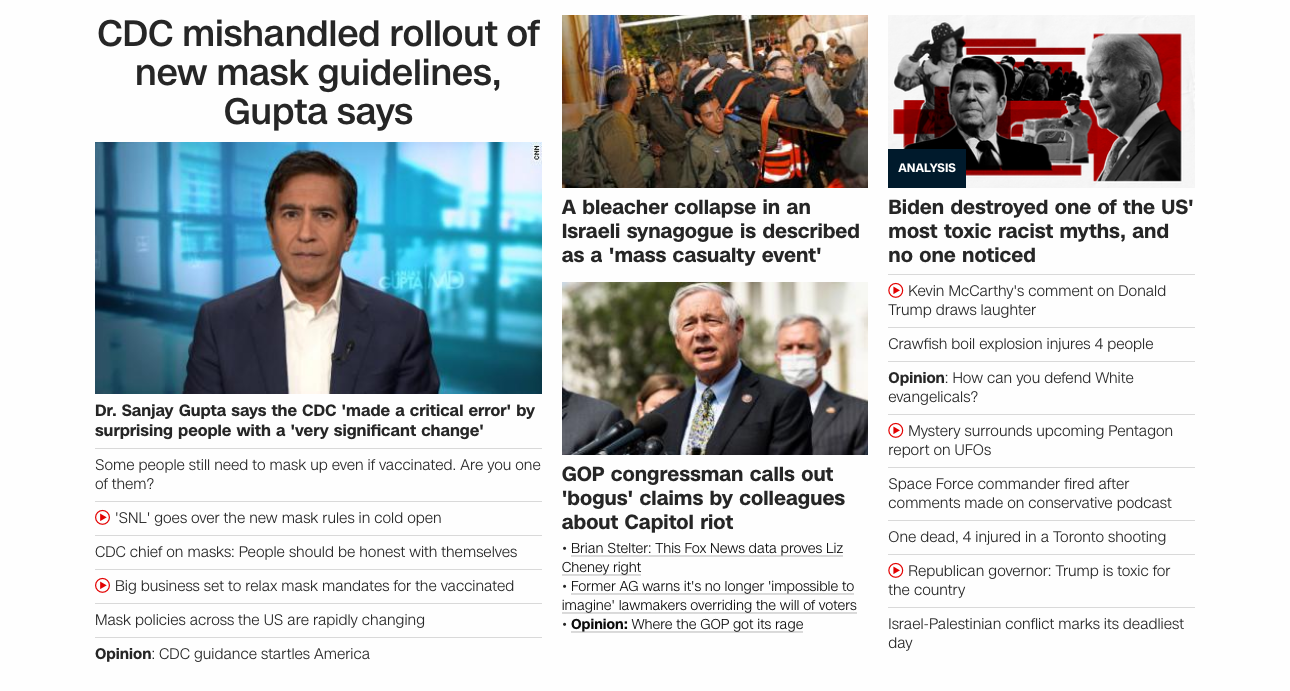 CDC mishandled rollout of
new mask guidelines,
Gupta says
CNN
SANJAY
GUPTA MD
Dr. Sanjay Gupta says the CDC 'made a critical error' by
surprising people with a 'very significant change'
Some people still need to mask up even if vaccinated. Are you one
of them?
'SNL' goes over the new mask rules in cold open
CDC chief on masks: People should be honest with themselves
Big business set to relax mask mandates for the vaccinated
Mask policies across the US are rapidly changing
Opinion: CDC guidance startles America
A bleacher collapse in an
Israeli synagogue is described
as a 'mass casualty event'
GOP congressman calls out
'bogus' claims by colleagues
about Capitol riot
• Brian Stelter: This Fox News data proves Liz
Cheney right
• Former AG warns it's no longer 'impossible to
imagine' lawmakers overriding the will of voters
• Opinion: Where the GOP got its rage
ANALYSIS
Biden destroyed one of the US'
most toxic racist myths, and
no one noticed
Kevin McCarthy's comment on Donald
Trump draws laughter
Crawfish boil explosion injures 4 people
Opinion: How can you defend White
evangelicals?
Mystery surrounds upcoming Pentagon
report on UFOs
Space Force commander fired after
comments made on conservative podcast
One dead, 4 injured in a Toronto shooting
Republican governor: Trump is toxic for
the country
Israel-Palestinian conflict marks its deadliest
day